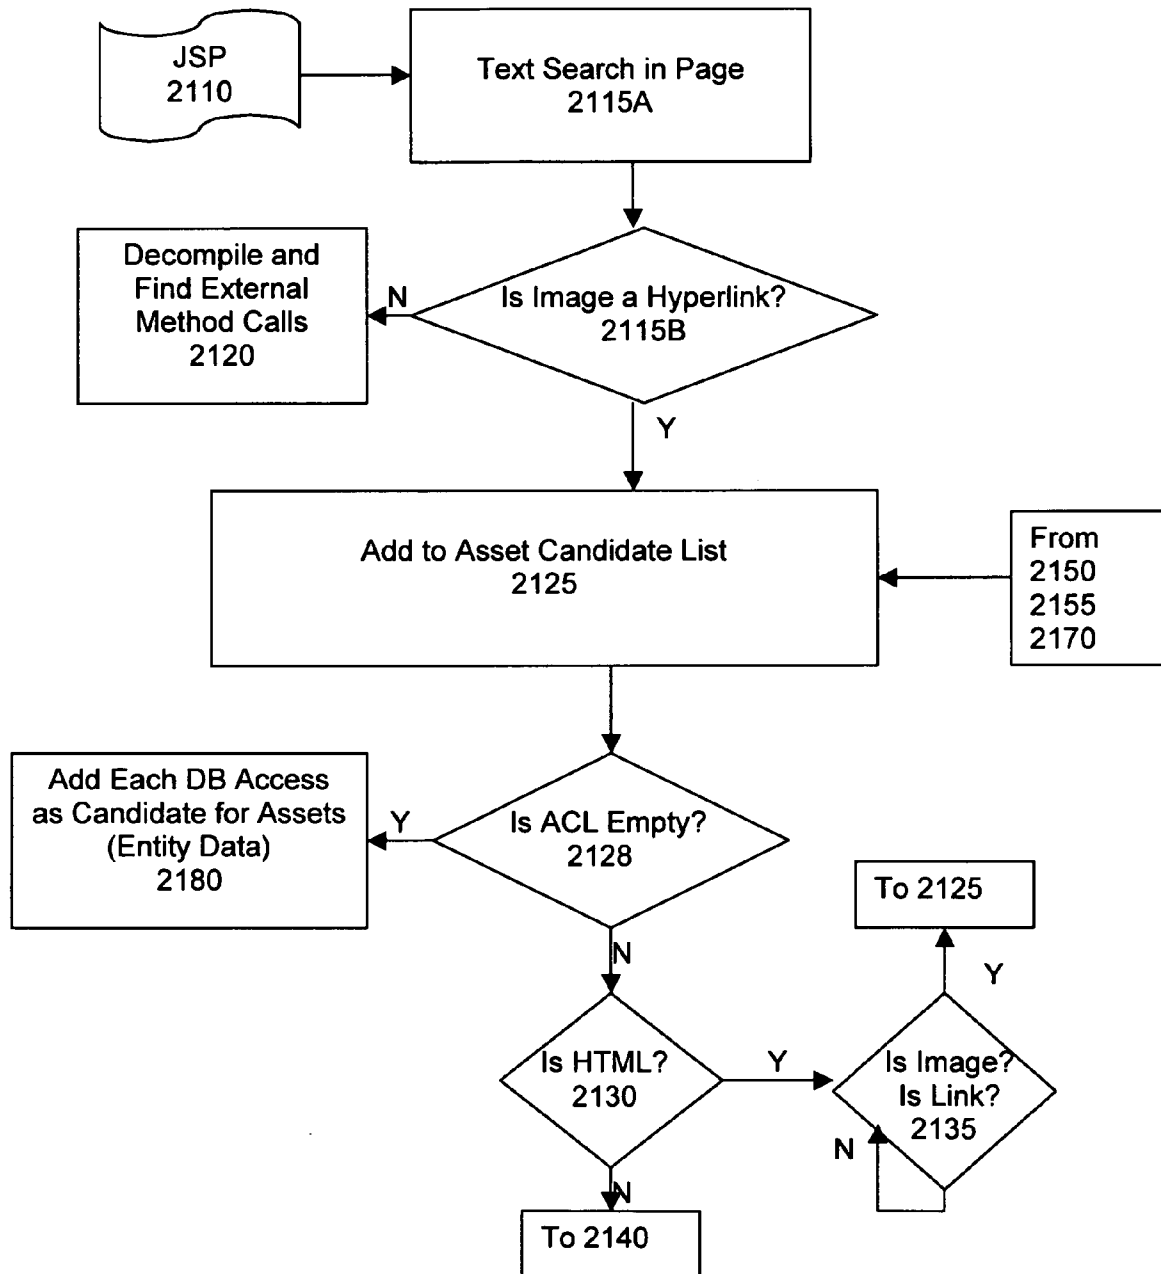 JSP
2110
Text Search in Page
2115A
Decompile and
Find External
Method Calls
2120
N
Is Image a Hyperlink?
2115B
Y
Add to Asset Candidate List
2125
From
2150
2155
2170
Add Each DB Access
as Candidate for Assets
(Entity Data)
2180
Y
Is ACL Empty?
2128
N
To 2125
Y
Is HTML?
2130
Y
Is Image?
Is Link?
2135
N
N
To 2140